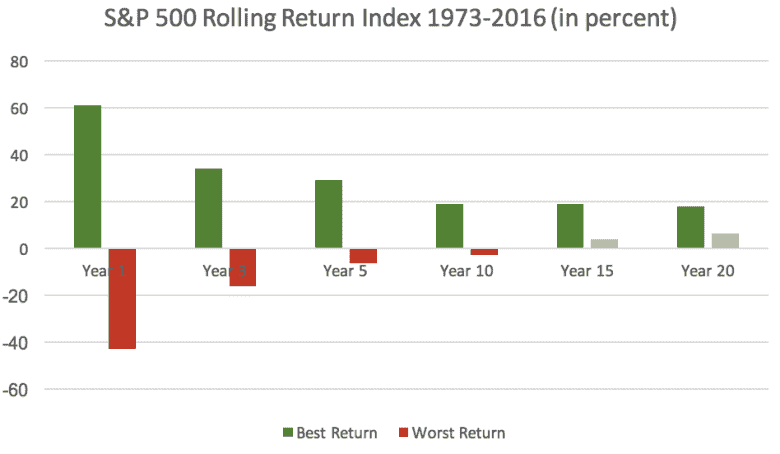 S&P 500 Rolling Return Index 1973-2016 (in percent)
80
60
40
20
0
Year 1 Year 3 Year 5 Year 10 Year 15 Year 20
-20
-40
-60
Best Return Worst Return